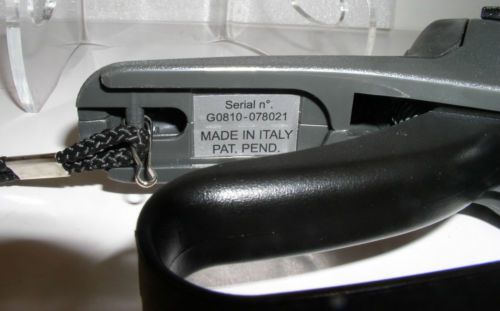 Serial n°.
G0810-078021
MADE IN ITALY
PAT. PEND.